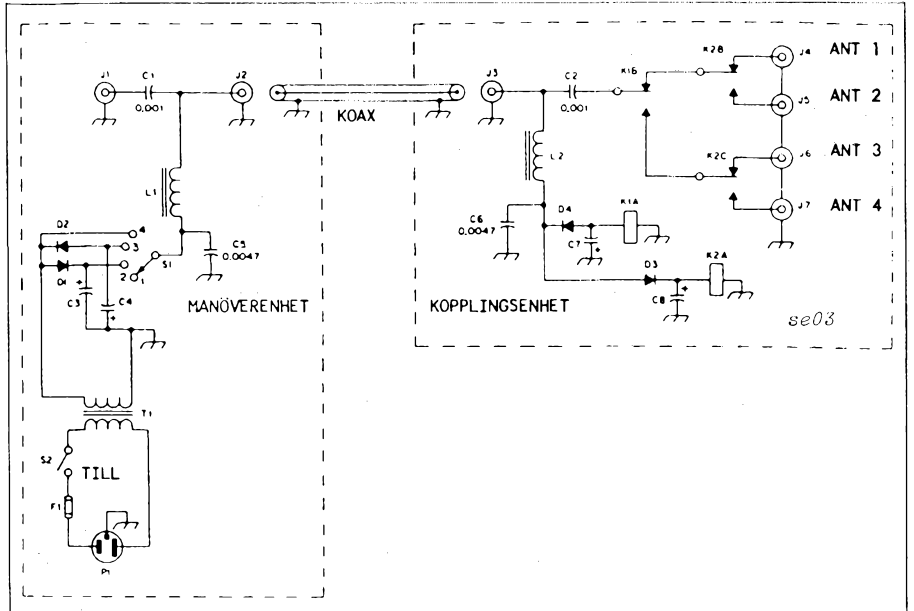 J1
C1
0,001
J2
KOAX
J3
C2
0.001
K1B
K2B
J4
ANT 1
J5
ANT 2
K2C
J6
ANT 3
J7
ANT 4
L1
L2
D2
4
3
2
1
S1
D1
C3
+
C4
+
C5
0.0047
MANÖVERENHET
C6
0.0047
D4
C7
+
K1A
D3
C8
+
K2A
KOPPLINGSENHET
se03
T1
S2
TILL
F1
P1